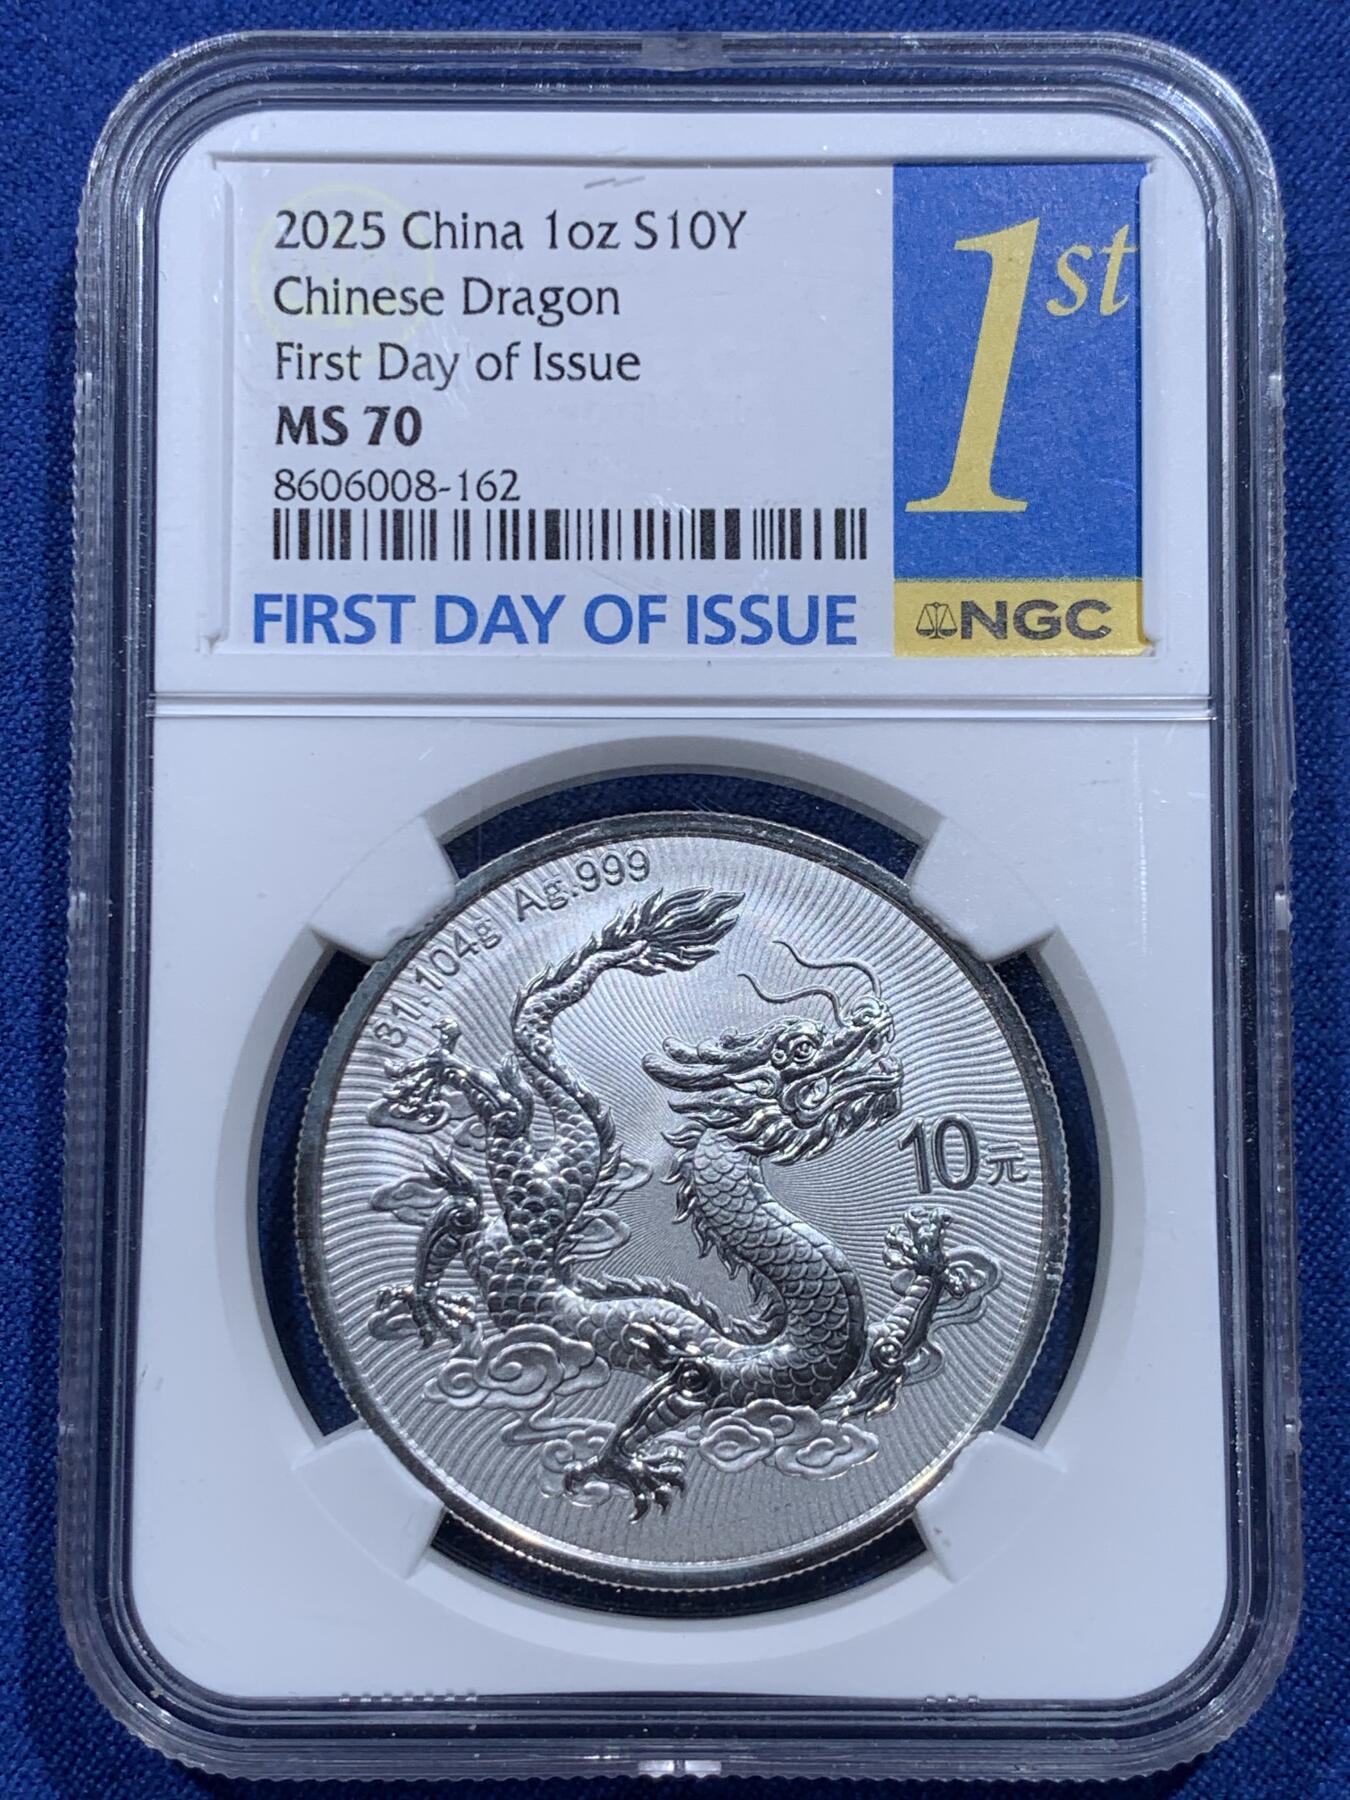 2025 China 1oz S10Y
Chinese Dragon
First Day of Issue
MS 70
8606008-162
FIRST DAY OF ISSUE
1st
NGC
31.104g Ag.999
10元